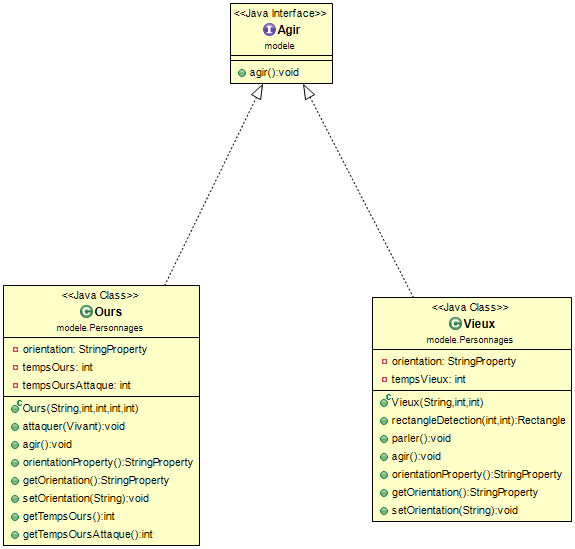 <<Java Interface>>
Agir
modele
agir():void
<<Java Class>>
Ours
modele.Personnages
orientation: StringProperty
tempsOurs: int
tempsOursAttaque: int
Ours(String,int,int,int,int)
attaquer(Vivant):void
agir():void
orientationProperty():StringProperty
getOrientation():StringProperty
setOrientation(String):void
getTempsOurs():int
getTempsOursAttaque():int
<<Java Class>>
Vieux
modele.Personnages
orientation: StringProperty
tempsVieux: int
Vieux(String,int,int)
rectangleDetection(int,int):Rectangle
parler():void
agir():void
orientationProperty():StringProperty
getOrientation():StringProperty
setOrientation(String):void